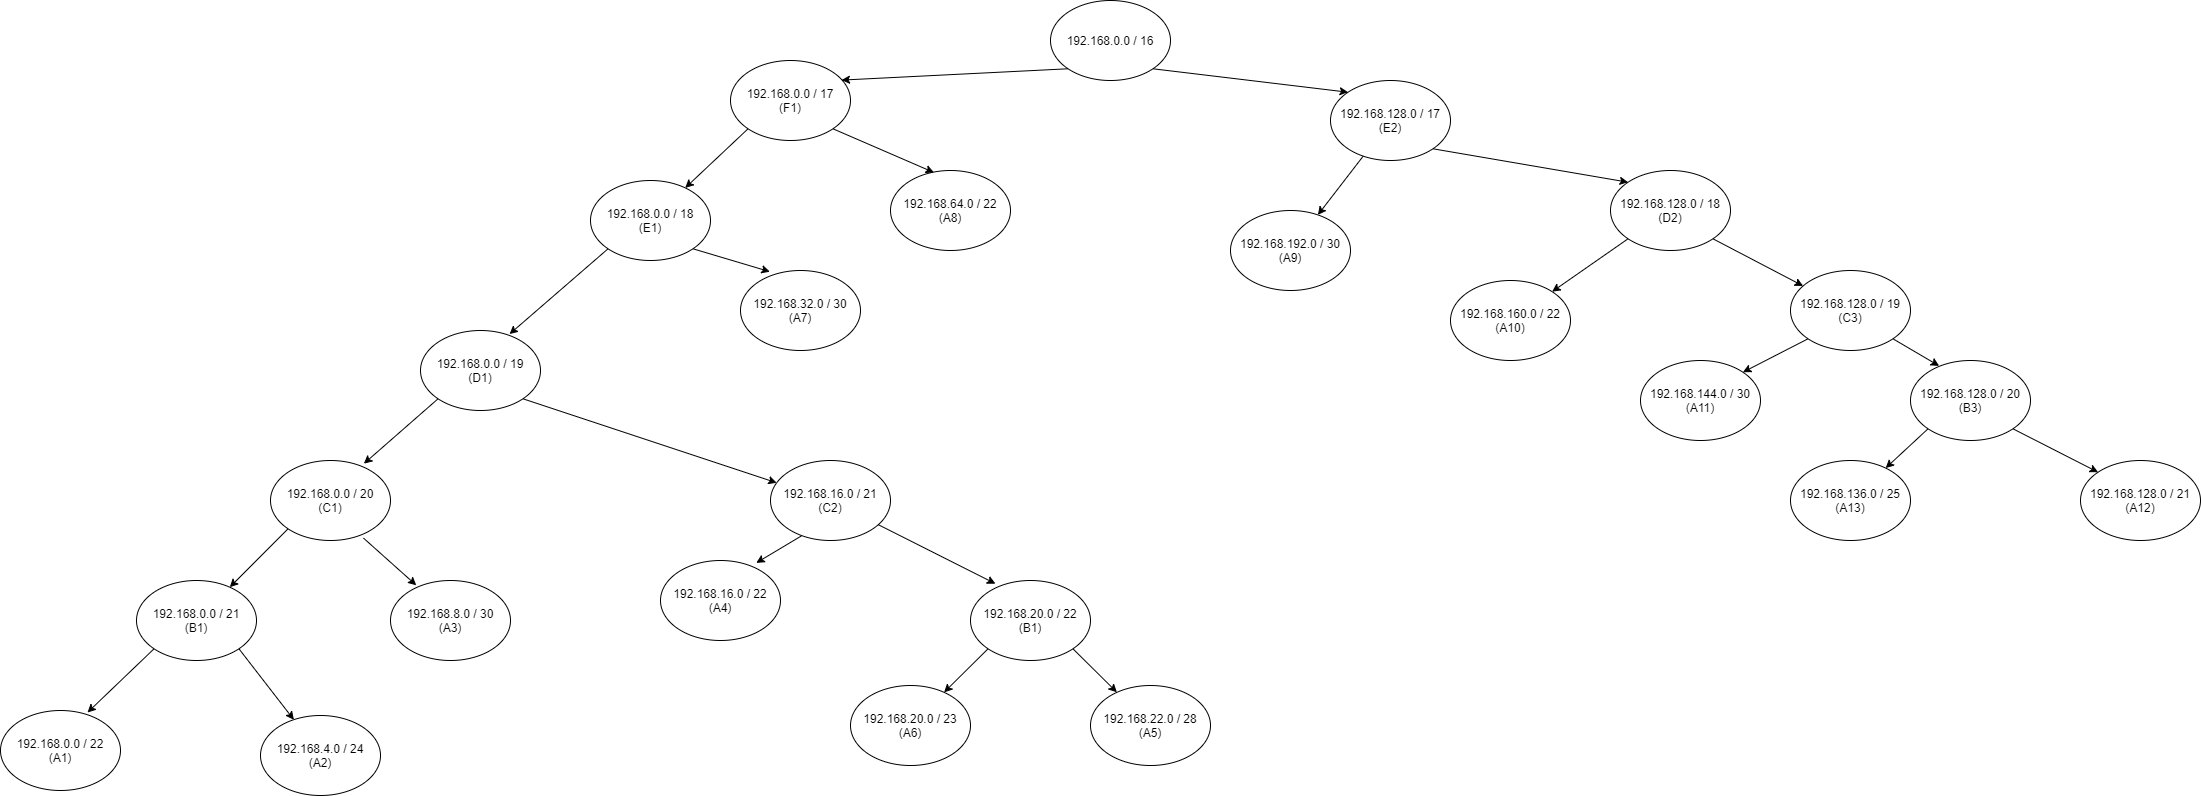 192.168.0.0 / 16
192.168.0.0 / 17
(F1)
192.168.128.0 / 17
(E2)
192.168.0.0 / 18
(E1)
192.168.64.0 / 22
(A8)
192.168.192.0 / 30
(A9)
192.168.128.0 / 18
(D2)
192.168.32.0 / 30
(A7)
192.168.160.0 / 22
(A10)
192.168.128.0 / 19
(C3)
192.168.0.0 / 19
(D1)
192.168.144.0 / 30
(A11)
192.168.128.0 / 20
(B3)
192.168.0.0 / 20
(C1)
192.168.16.0 / 21
(C2)
192.168.136.0 / 25
(A13)
192.168.128.0 / 21
(A12)
192.168.0.0 / 21
(B1)
192.168.8.0 / 30
(A3)
192.168.16.0 / 22
(A4)
192.168.20.0 / 22
(B1)
192.168.0.0 / 22
(A1)
192.168.4.0 / 24
(A2)
192.168.20.0 / 23
(A6)
192.168.22.0 / 28
(A5)